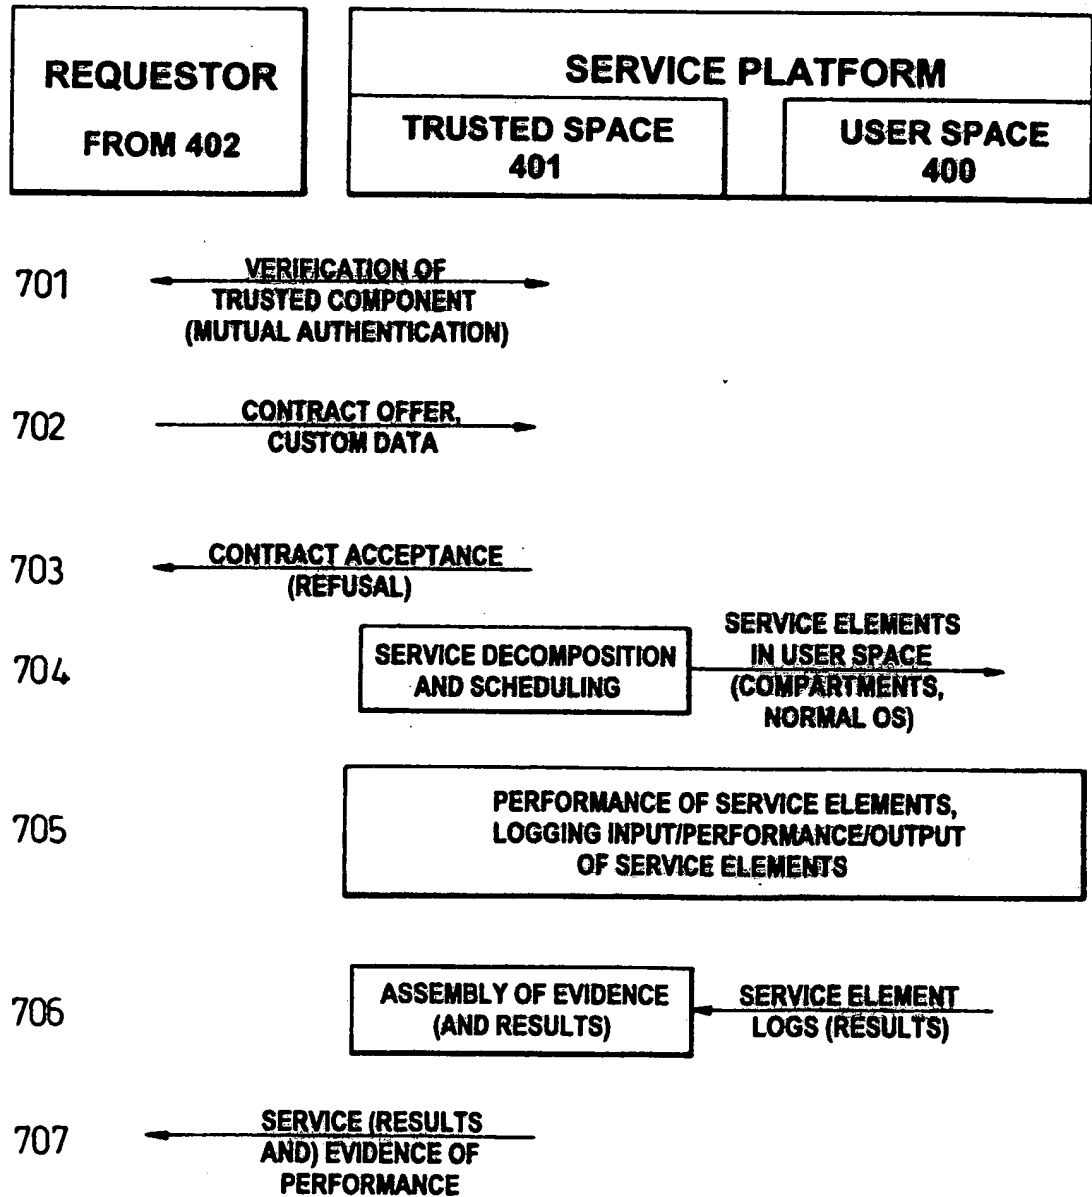 REQUESTOR
FROM 402
SERVICE PLATFORM
TRUSTED SPACE
401
USER SPACE
400
701
VERIFICATION OF
TRUSTED COMPONENT
(MUTUAL AUTHENTICATION)
702
CONTRACT OFFER,
CUSTOM DATA
703
CONTRACT ACCEPTANCE
(REFUSAL)
704
SERVICE DECOMPOSITION
AND SCHEDULING
SERVICE ELEMENTS
IN USER SPACE
(COMPARTMENTS,
NORMAL OS)
705
PERFORMANCE OF SERVICE ELEMENTS,
LOGGING INPUT/PERFORMANCE/OUTPUT
OF SERVICE ELEMENTS
706
ASSEMBLY OF EVIDENCE
(AND RESULTS)
SERVICE ELEMENT
LOGS (RESULTS)
707
SERVICE (RESULTS
AND) EVIDENCE OF
PERFORMANCE